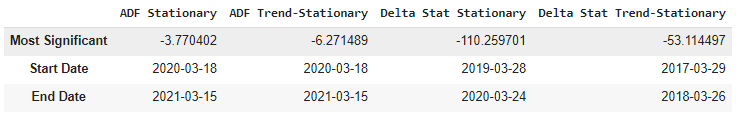 ADF Stationary ADF Trend-Stationary Delta Stat Stationary Delta Stat Trend-Stationary
Most Significant -3.770402 -6.271489 -110.259701 -53.114497
Start Date 2020-03-18 2020-03-18 2019-03-28 2017-03-29
End Date 2021-03-15 2021-03-15 2020-03-24 2018-03-26